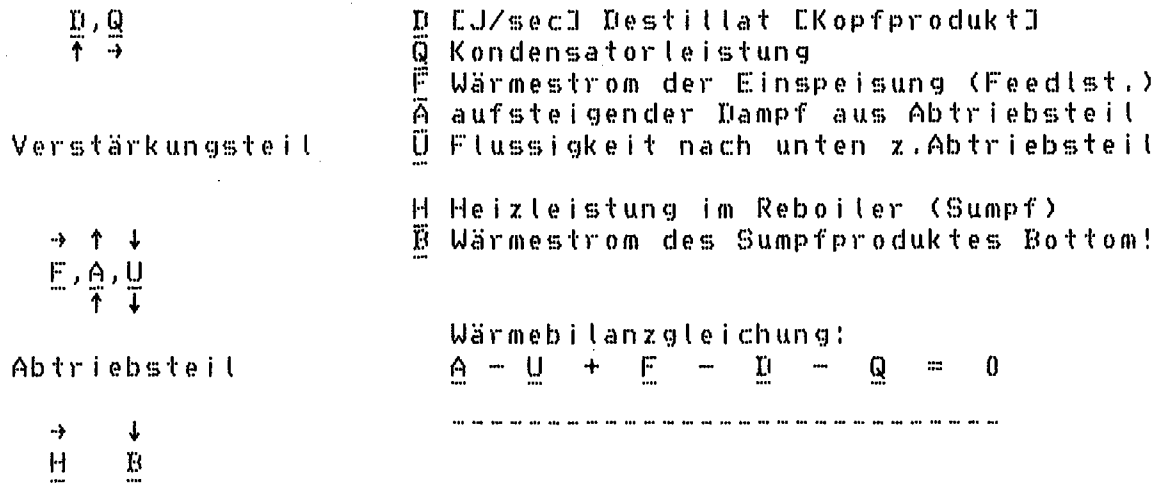 D,Q D [J/sec] Destillat [Kopfprodukt]
↑ → Q Kondensatorleistung
F Wärmestrom der Einspeisung (Feedlst.)
A aufsteigender Dampf aus Abtriebsteil
Verstärkungsteil U Flussigkeit nach unten z.Abtriebsteil
H Heizleistung im Reboiler (Sumpf)
→ ↑ ↓ B Wärmestrom des Sumpfproduktes Bottom!
F,A,U
↑ ↓
Wärmebilanzgleichung:
Abtriebsteil A - U + F - D - Q = 0
→ ↓ ------------------------------
H B